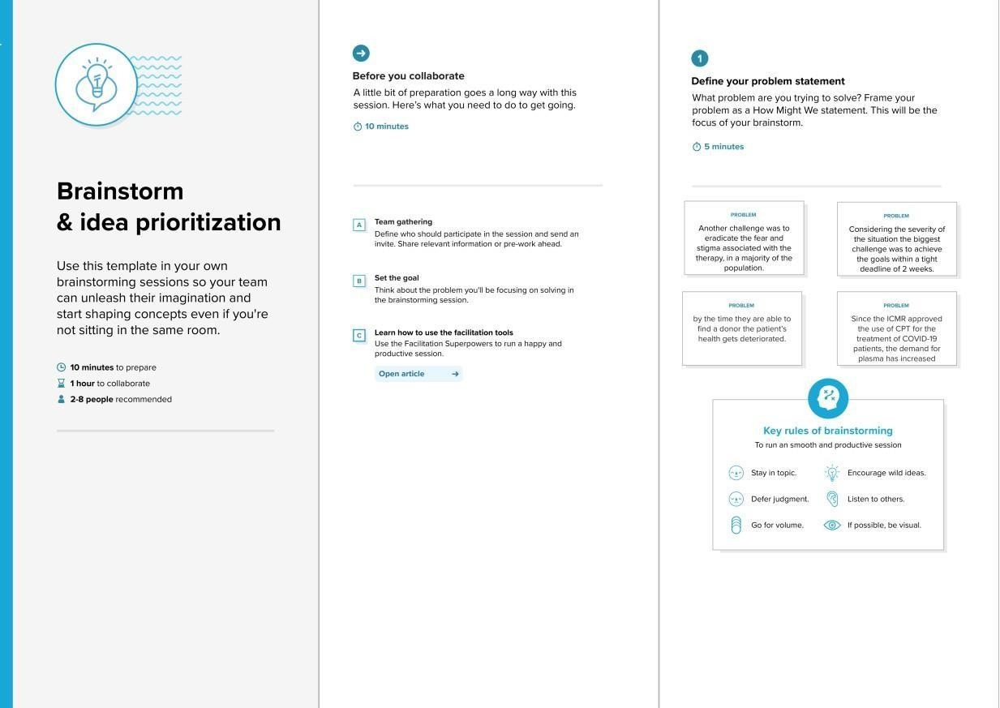 Brainstorm
& idea prioritization
Use this template in your own
brainstorming sessions so your team
can unleash their imagination and
start shaping concepts even if you're
not sitting in the same room.
10 minutes to prepare
1 hour to collaborate
2-8 people recommended
Before you collaborate
A little bit of preparation goes a long way with this
session. Here's what you need to do to get going.
10 minutes
A
Team gathering
Define who should participate in the session and send an
invite. Share relevant information or pre-work ahead.
B
Set the goal
Think about the problem you'll be focusing on solving in
the brainstorming session.
C
Learn how to use the facilitation tools
Use the Facilitation Superpowers to run a happy and
productive session.
Open article
1
Define your problem statement
What problem are you trying to solve? Frame your
problem as a How Might We statement. This will be the
focus of your brainstorm.
5 minutes
PROBLEM
Another challenge was to
eradicate the fear and
stigma associated with the
therapy, in a majority of the
population.
PROBLEM
Considering the severity of
the situation the biggest
challenge was to achieve
the goals within a tight
deadline of 2 weeks.
PROBLEM
by the time they are able to
find a donor the patient's
health gets deteriorated.
PROBLEM
Since the ICMR approved
the use of CPT for the
treatment of COVID-19
patients, the demand for
plasma has increased
Key rules of brainstorming
To run an smooth and productive session
Stay in topic.
Encourage wild ideas.
Defer judgment.
Listen to others.
Go for volume.
If possible, be visual.